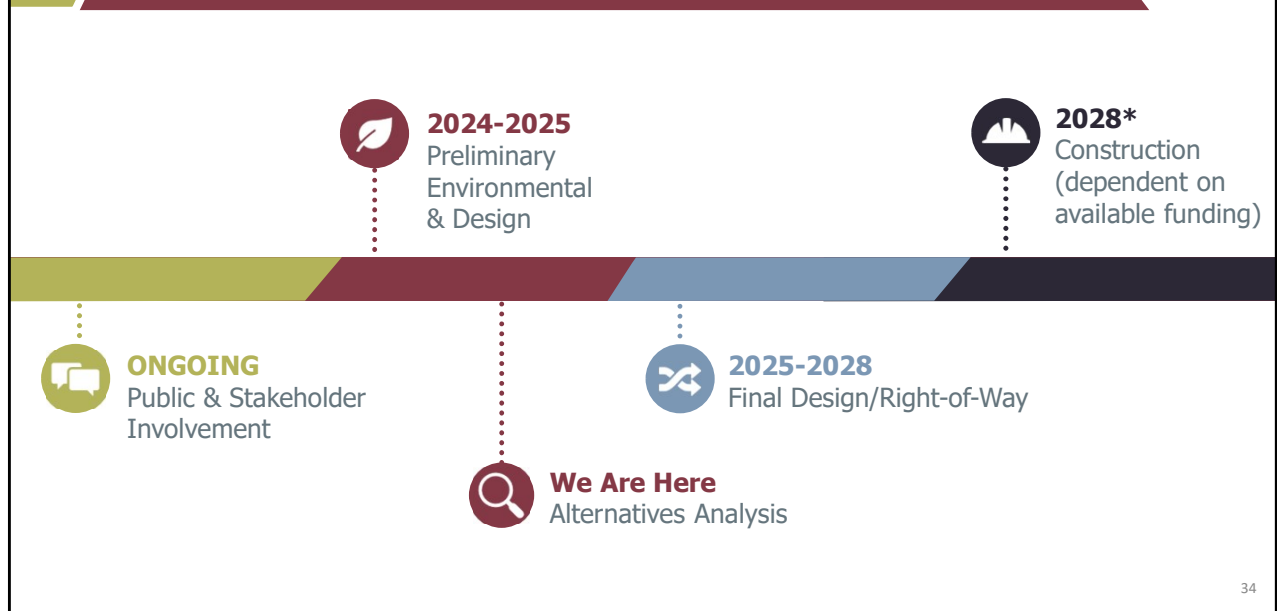 2024-2025
Preliminary
Environmental
& Design
2028*
Construction
(dependent on
available funding)
ONGOING
Public & Stakeholder
Involvement
2025-2028
Final Design/Right-of-Way
We Are Here
Alternatives Analysis
34